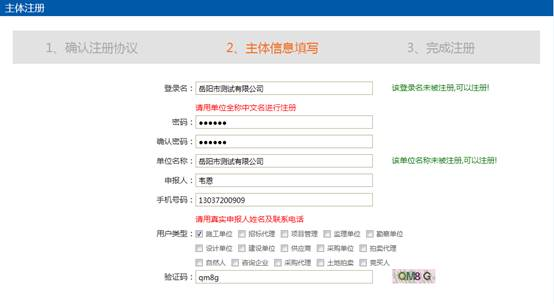 主体注册
1、确认注册协议 2、主体信息填写 3、完成注册
登录名： 岳阳市测试有限公司 该登录名未被注册,可以注册!
请用单位全称中文名进行注册
密码： ●●●●●●
确认密码： ●●●●●●
单位名称： 岳阳市测试有限公司 该单位名称未被注册,可以注册!
申报人： 韦恩
手机号码： 13037200909
请用真实申报人姓名及联系电话
用户类型： 施工单位 招标代理 项目管理 监理单位 勘察单位
设计单位 建设单位 供应商 采购单位 拍卖代理
自然人 咨询企业 采购代理 土地拍卖 竞买人
验证码： qm8g QM8 G